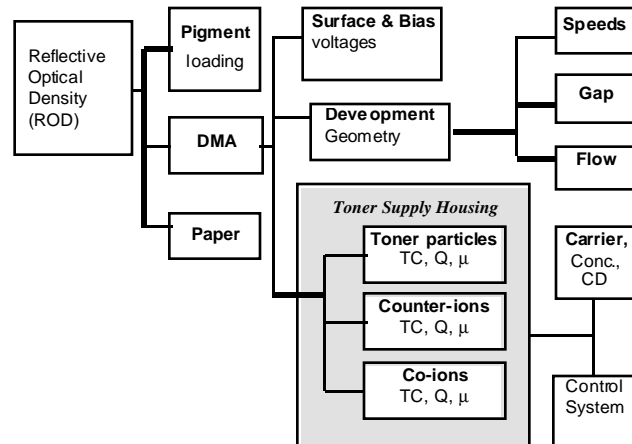 Reflective
Optical
Density
(ROD)
Pigment
loading
DMA
Paper
Surface & Bias
voltages
Deveopment
Geometry
Speeds
Gap
Flow
Toner Supply Housing
Toner particles
TC, Q, μ
Counter-ions
TC, Q, μ
Co-ions
TC, Q, μ
Carrier,
Conc.,
CD
Control
System